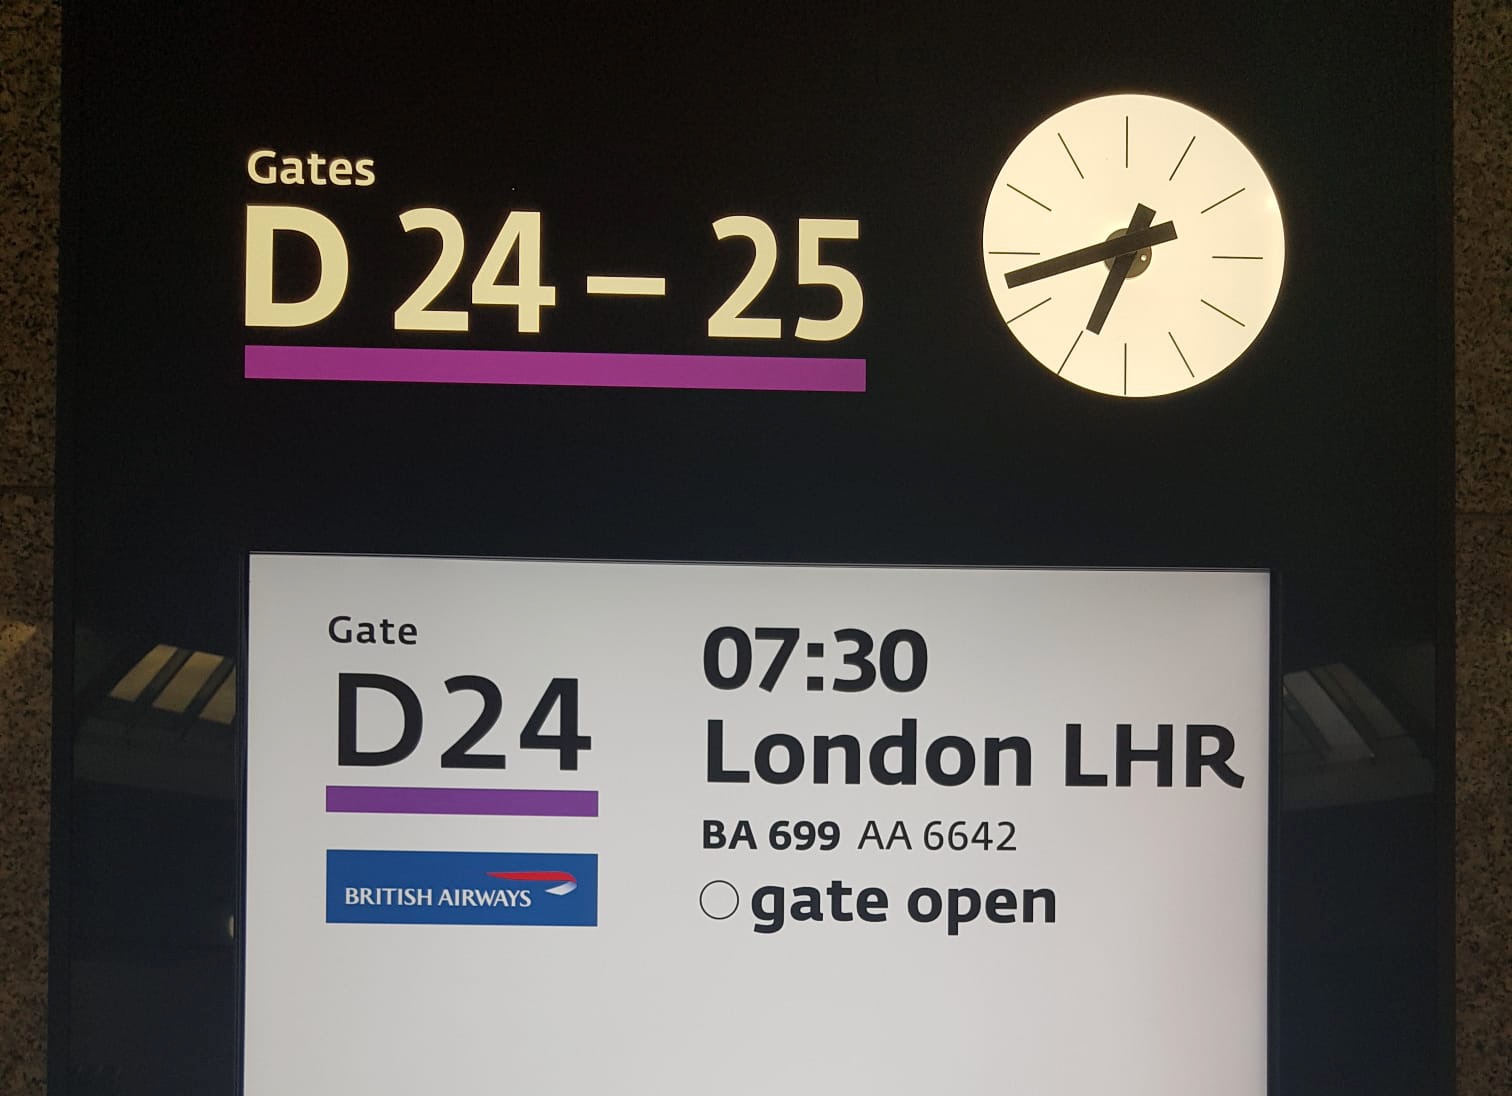 Gates
D 24 – 25
Gate
D24
BRITISH AIRWAYS
07:30
London LHR
BA 699 AA 6642
gate open